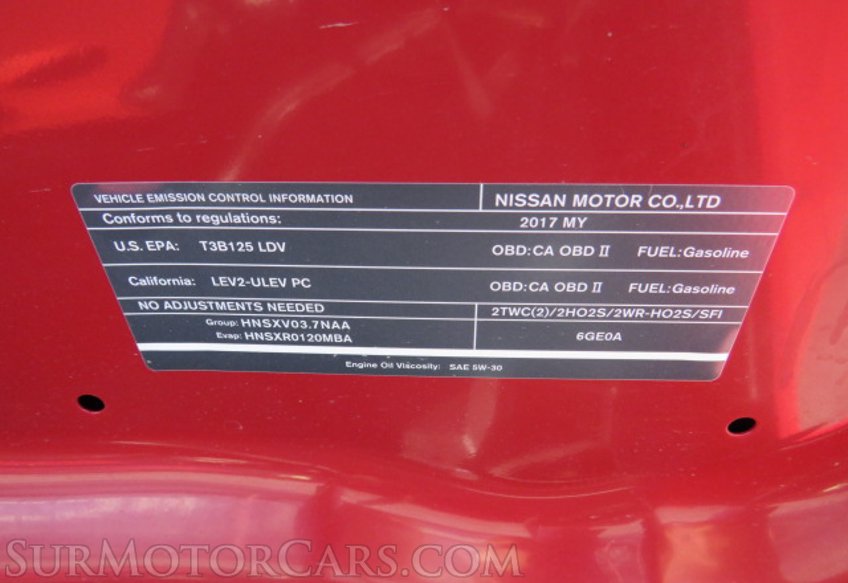 VEHICLE EMISSION CONTROL INFORMATION NISSAN MOTOR CO.,LTD
Conforms to regulations: 2017 MY
U.S. EPA: T3B125 LDV OBD:CA OBD II FUEL:Gasoline
California: LEV2-ULEV PC OBD:CA OBD II FUEL:Gasoline
NO ADJUSTMENTS NEEDED 2TWC(2)/2HO2S/2WR-HO2S/SFI
Group: HNSXV03.7NAA
Evap: HNSXR0120MBA 6GE0A
Engine Oil Viscosity: SAE 5W-30
SURMOTORCARS.COM